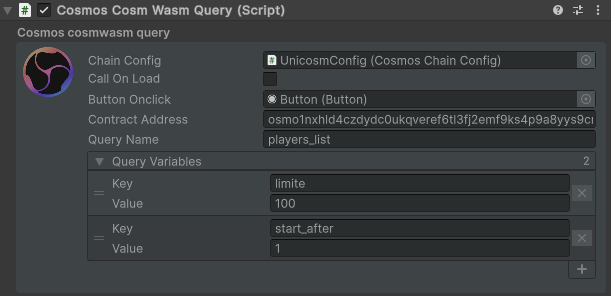 Cosmos Cosm Wasm Query (Script)
Cosmos cosmwasm query
Chain Config UnicosmConfig (Cosmos Chain Config)
Call On Load
Button Onclick Button (Button)
Contract Address osmo1nxhld4czdydc0ukqveref6tl3fj2emf9ks4p9a8yys9cr
Query Name players_list
Query Variables 2
Key limite
Value 100
Key start_after
Value 1